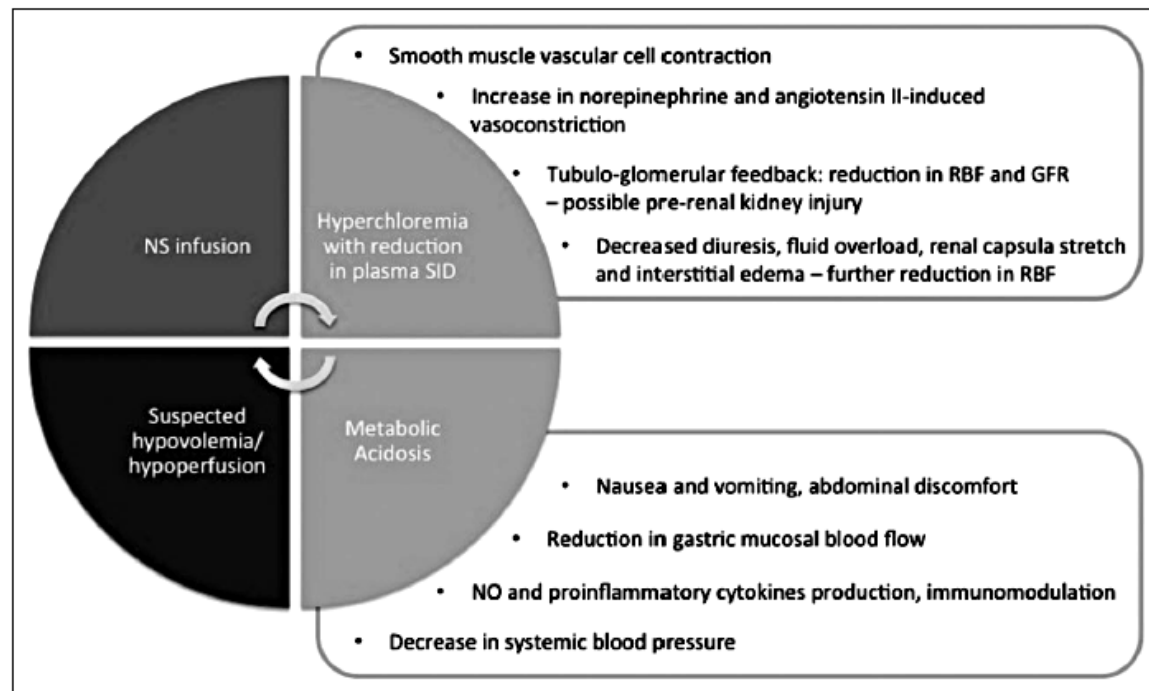 • Smooth muscle vascular cell contraction
• Increase in norepinephrine and angiotensin II-induced
vasoconstriction
• Tubulo-glomerular feedback: reduction in RBF and GFR
– possible pre-renal kidney injury
• Decreased diuresis, fluid overload, renal capsula stretch
and interstitial edema – further reduction in RBF
NS infusion
Hyperchloremia
with reduction
in plasma SID
Suspected
hypovolemia/
hypoperfusion
Metabolic
Acidosis
• Nausea and vomiting, abdominal discomfort
• Reduction in gastric mucosal blood flow
• NO and proinflammatory cytokines production, immunomodulation
• Decrease in systemic blood pressure